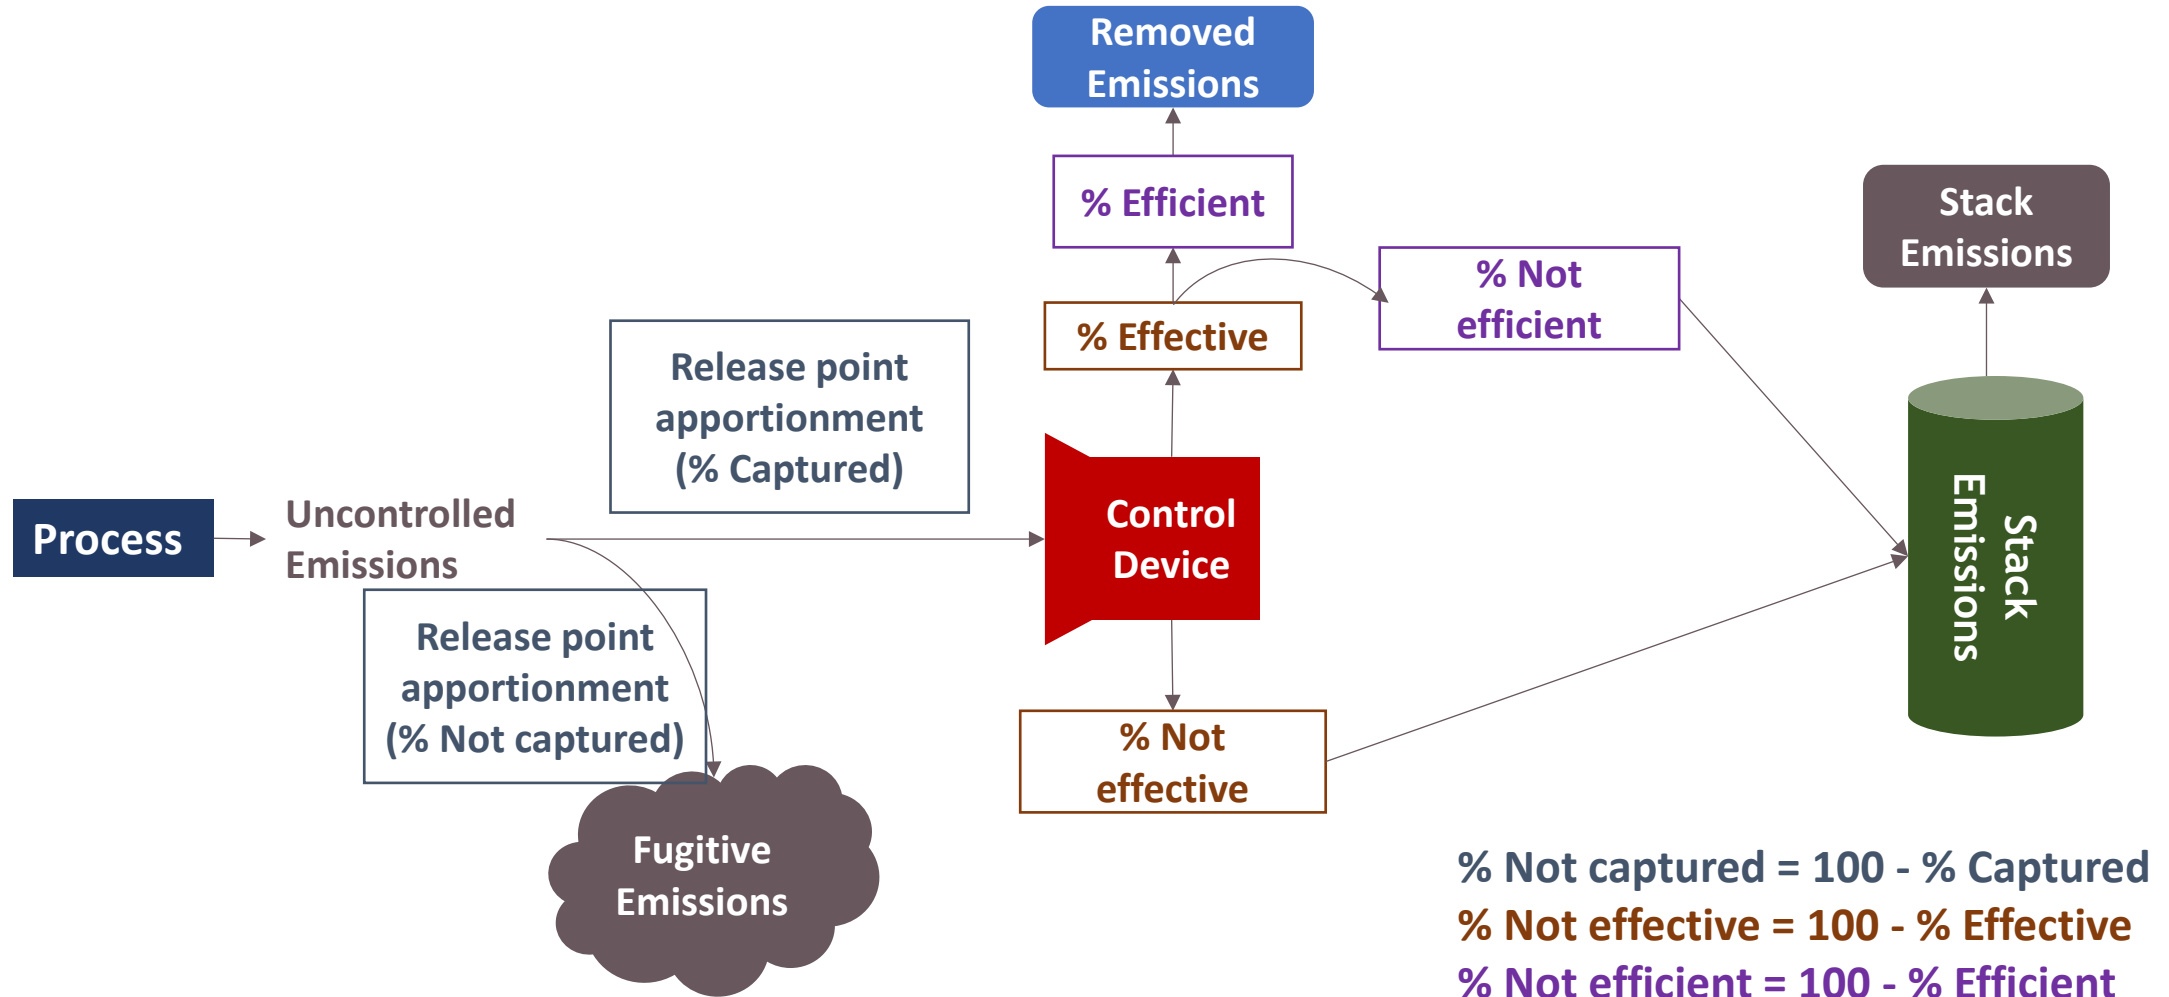 Removed
Emissions
% Efficient
Stack
Emissions
% Not
efficient
% Effective
Release point
apportionment
(% Captured)
Process
Uncontrolled
Emissions
Control
Device
Stack
Emissions
Release point
apportionment
(% Not captured)
% Not
effective
Fugitive
Emissions
% Not captured = 100 - % Captured
% Not effective = 100 - % Effective
% Not efficient = 100 - % Efficient